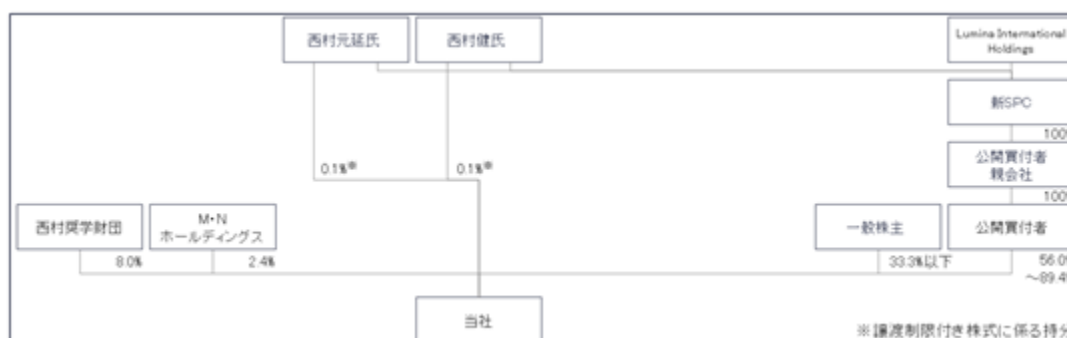 西村元延氏
西村健氏
Lumina International
Holdings
新SPC
100%
公開買付者
親会社
100%
0.1%※
0.1%※
西村奨学財団
M・N
ホールディングス
一般株主
公開買付者
8.0%
2.4%
33.3%以下
56.0%
～89.4%
当社
※譲渡制限付き株式に係る持分